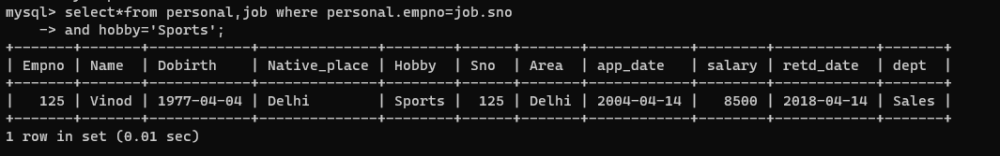 mysql> select*from personal,job where personal.empno=job.sno
    -> and hobby='Sports';
+-------+-------+------------+--------------+--------+------+-------+------------+--------+------------+-------+
| Empno | Name  | Dobirth    | Native_place | Hobby  | Sno  | Area  | app_date   | salary | retd_date  | dept  |
+-------+-------+------------+--------------+--------+------+-------+------------+--------+------------+-------+
|   125 | Vinod | 1977-04-04 | Delhi        | Sports |  125 | Delhi | 2004-04-14 |   8500 | 2018-04-14 | Sales |
+-------+-------+------------+--------------+--------+------+-------+------------+--------+------------+-------+
1 row in set (0.01 sec)